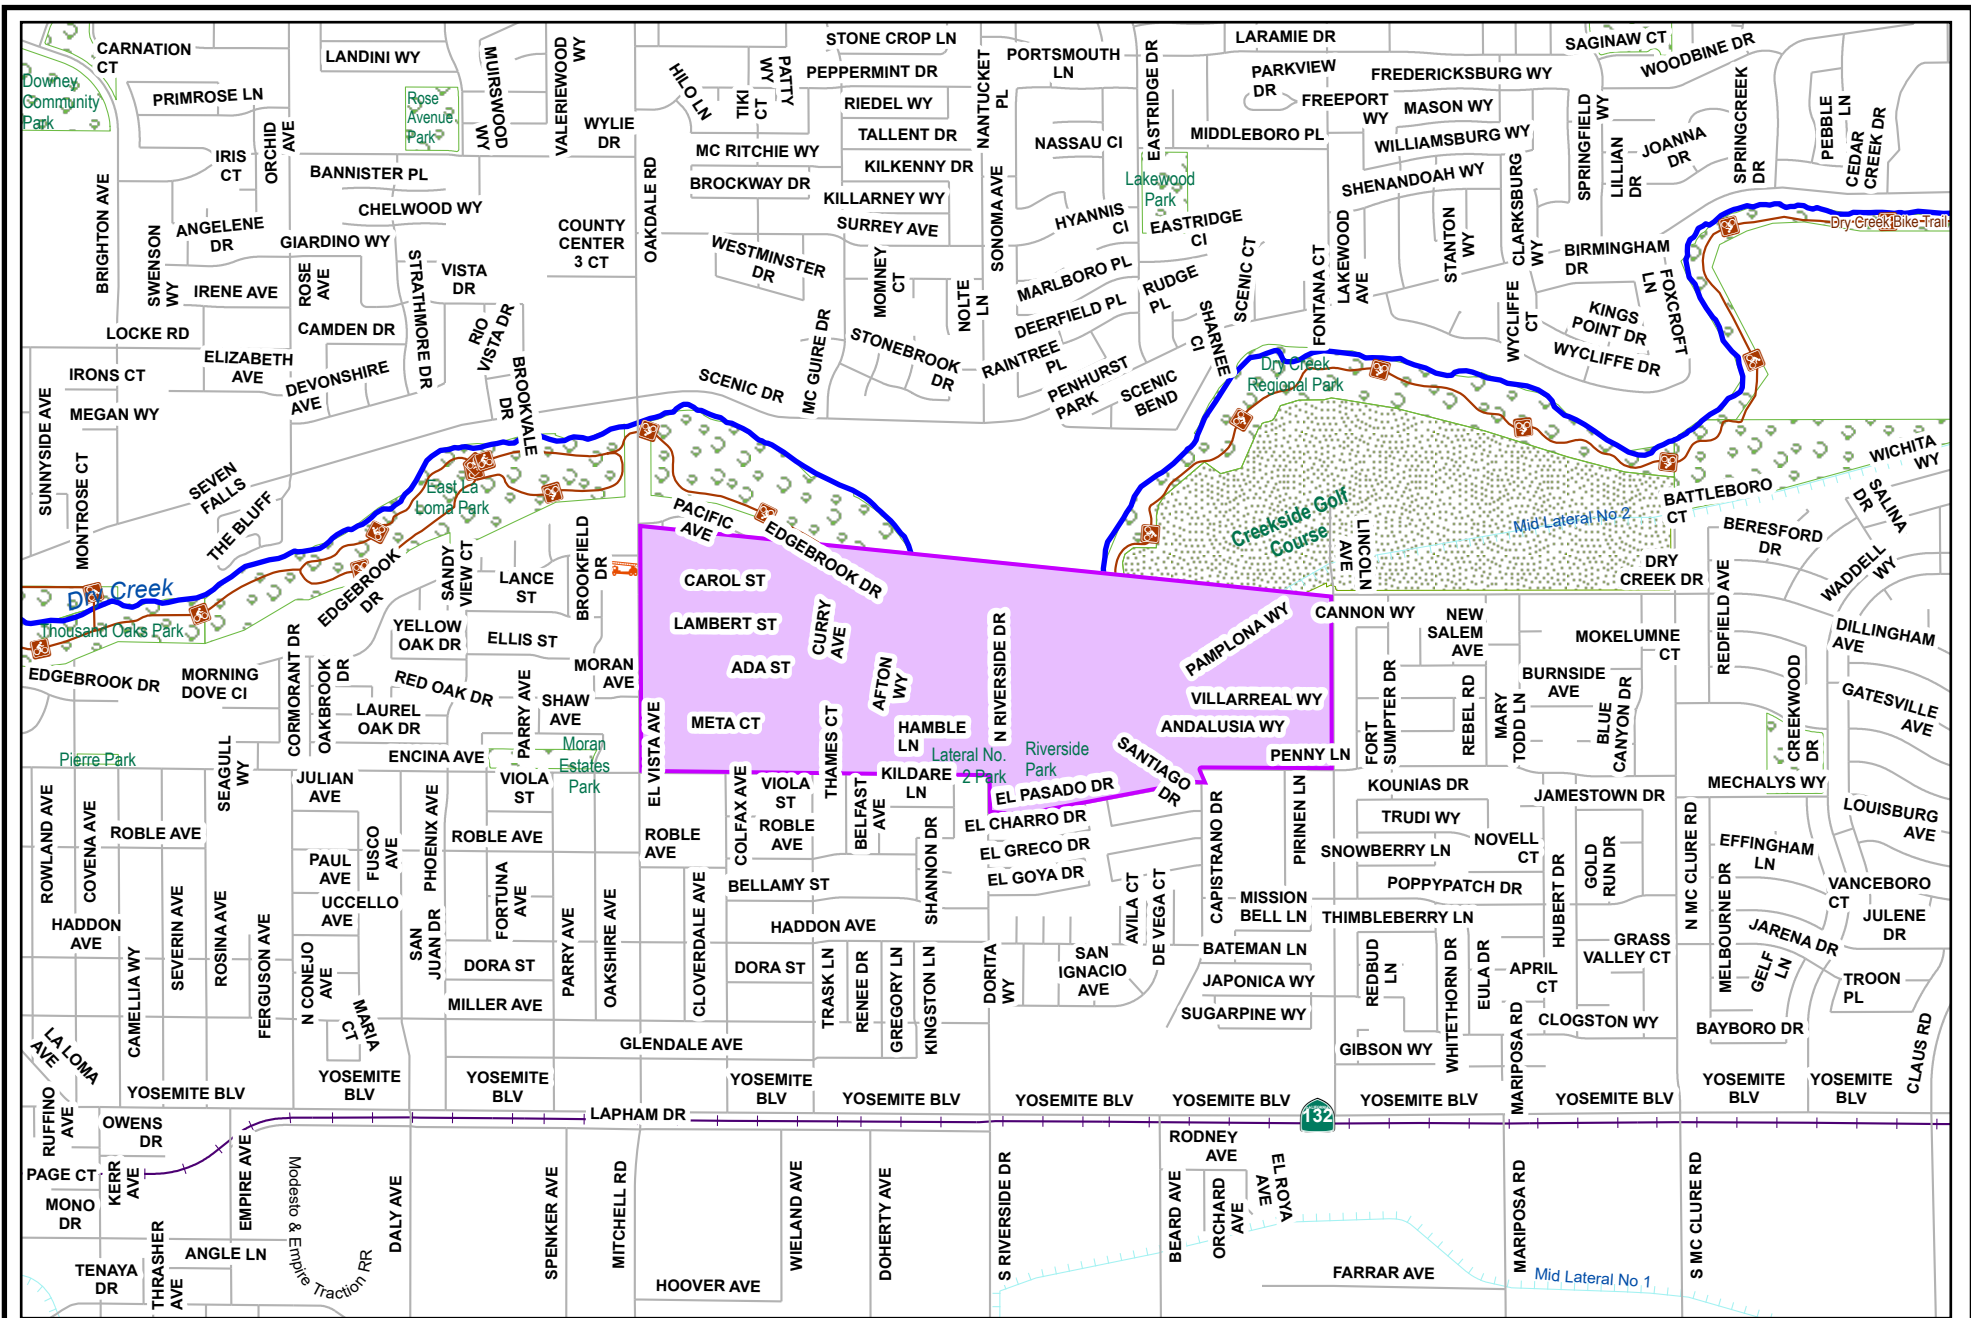 CARNATION
CT
LANDINI WY
MUIRSWOOD
WY
VALERIEWOOD
WY
STONE CROP LN
PEPPERMINT DR
RIEDEL WY
TALLENT DR
KILKENNY DR
KILLARNEY WY
SURREY AVE
HILO LN
TIKI
CT
PATTY
WY
NANTUCKET
PL
PORTSMOUTH
LN
EASTRIDGE DR
LARAMIE DR
PARKVIEW
DR
FREEPORT
WY
FREDERICKSBURG WY
MASON WY
MIDDLEBORO PL
WILLIAMSBURG WY
SHENANDOAH WY
SAGINAW CT
WOODBINE DR
SPRINGFIELD
WY
LILLIAN
DR
JOANNA
DR
SPRINGCREEK
DR
PEBBLE
LN
CEDAR
CREEK DR
Downey
Community
Park
PRIMROSE LN
ORCHID
AVE
IRIS
CT
Rose
Avenue
Park
WYLIE
DR
BANNISTER PL
CHELWOOD WY
MC RITCHIE WY
BROCKWAY DR
NASSAU CI
Lakewood
Park
HYANNIS
CI
EASTRIDGE
CI
BRIGHTON AVE
SWENSON
WY
ANGELENE
DR
GIARDINO WY
IRENE AVE
ROSE
AVE
STRATHMORE DR
VISTA
DR
COUNTY
CENTER
3 CT
OAKDALE RD
WESTMINSTER
DR
MOMNEY
CT
SONOMA AVE
NOLTE
LN
MARLBORO PL
DEERFIELD PL
RUDGE
PL
SCENIC CT
SHARNEE
CI
FONTANA CT
LAKEWOOD
AVE
STANTON
WY
CLARKSBURG
WY
BIRMINGHAM
DR
FOXCROFT
LN
Dry Creek Bike Trail
LOCKE RD
CAMDEN DR
RIO
VISTA DR
ELIZABETH
AVE
DEVONSHIRE
AVE
IRONS CT
MEGAN WY
SUNNYSIDE AVE
MONTROSE CT
SEVEN
FALLS
THE BLUFF
BROOKVALE
DR
SCENIC DR
MC GUIRE DR
STONEBROOK
DR
RAINTREE
PL
PENHURST
PARK
SCENIC
BEND
Dry Creek
Regional Park
WYCLIFFE
CT
KINGS
POINT DR
WYCLIFFE DR
East La
Loma Park
Creekside Golf
Course
Mid Lateral No 2
BATTLEBORO
CT
WICHITA
WY
SALINA
DR
BERESFORD
DR
WADDELL
WY
Dry Creek
Thousand Oaks Park
EDGEBROOK
DR
SANDY
VIEW CT
LANCE
ST
BROOKFIELD
DR
PACIFIC
AVE
EDGEBROOK DR
CAROL ST
LAMBERT ST
ADA ST
META CT
CURRY
AVE
AFTON
WY
HAMBLE
LN
N RIVERSIDE DR
LINCOLN
AVE
PAMPLONA WY
VILLARREAL WY
ANDALUSIA WY
PENNY LN
SANTIAGO
DR
CANNON WY
NEW
SALEM
AVE
DRY
CREEK DR
REDFIELD AVE
MOKELUMNE
CT
DILLINGHAM
AVE
GATESVILLE
AVE
BURNSIDE
AVE
FORT
SUMPTER DR
REBEL RD
MARY
TODD LN
BLUE
CANYON DR
CREEKWOOD
DR
EDGEBROOK DR
MORNING
DOVE CI
CORMORANT DR
OAKBROOK
DR
YELLOW
OAK DR
ELLIS ST
RED OAK DR
LAUREL
OAK DR
PARRY AVE
SHAW
AVE
MORAN
AVE
ENCINA AVE
Moran
Estates
Park
Pierre Park
SEAGULL
WY
JULIAN
AVE
VIOLA
ST
EL VISTA AVE
THAMES CT
VIOLA
ST
COLFAX AVE
BELFAST
AVE
KILDARE
LN
Lateral No.
2 Park
Riverside
Park
EL PASADO DR
EL CHARRO DR
EL GRECO DR
EL GOYA DR
KOUNIAS DR
JAMESTOWN DR
MECHALYS WY
LOUISBURG
AVE
TRUDI WY
NOVELL
CT
SNOWBERRY LN
POPPYPATCH DR
EFFINGHAM
LN
VANCEBORO
CT
ROWLAND AVE
COVENA AVE
ROBLE AVE
PAUL
AVE
FUSCO
AVE
PHOENIX AVE
ROBLE AVE
ROBLE
AVE
ROBLE
AVE
FORTUNA
AVE
UCCELLO
AVE
BELLAMY ST
SHANNON DR
HADDON
AVE
HADDON AVE
SEVERIN AVE
ROSINA AVE
CAMELLIA WY
FERGUSON AVE
N CONEJO
AVE
SAN
JUAN DR
MARIA
CT
DORA ST
MILLER AVE
PARRY AVE
OAKSHIRE AVE
CLOVERDALE AVE
DORA ST
TRASK LN
RENEE DR
GREGORY LN
KINGSTON LN
DORITA
WY
SAN
IGNACIO
AVE
AVILA CT
DE VEGA CT
CAPISTRANO DR
PIRINEN LN
MISSION
BELL LN
BATEMAN LN
JAPONICA WY
SUGARPINE WY
THIMBLEBERRY LN
REDBUD
LN
WHITETHORN DR
EULA DR
APRIL
CT
HUBERT DR
GOLD
RUN DR
GRASS
VALLEY CT
CLOGSTON WY
GIBSON WY
N MC CLURE RD
MELBOURNE DR
JARENA DR
GELF
LN
JULENE
DR
TROON
PL
BAYBORO DR
CLAUS RD
GLENDALE AVE
LA LOMA
AVE
YOSEMITE BLV
YOSEMITE
BLV
YOSEMITE
BLV
YOSEMITE
BLV
YOSEMITE BLV
YOSEMITE BLV
YOSEMITE BLV
YOSEMITE BLV
YOSEMITE BLV
YOSEMITE
BLV
YOSEMITE
BLV
MARIPOSA RD
RUFFINO
AVE
OWENS
DR
LAPHAM DR
132
PAGE CT
MONO
DR
KERR
AVE
EMPIRE AVE
Modesto & Empire Traction RR
DALY AVE
SPENKER AVE
MITCHELL RD
WIELAND AVE
DOHERTY AVE
S RIVERSIDE DR
RODNEY
AVE
BEARD AVE
ORCHARD
AVE
EL ROYA
AVE
MARIPOSA RD
S MC CLURE RD
ANGLE LN
TENAYA
DR
THRASHER
AVE
HOOVER AVE
FARRAR AVE
Mid Lateral No 1